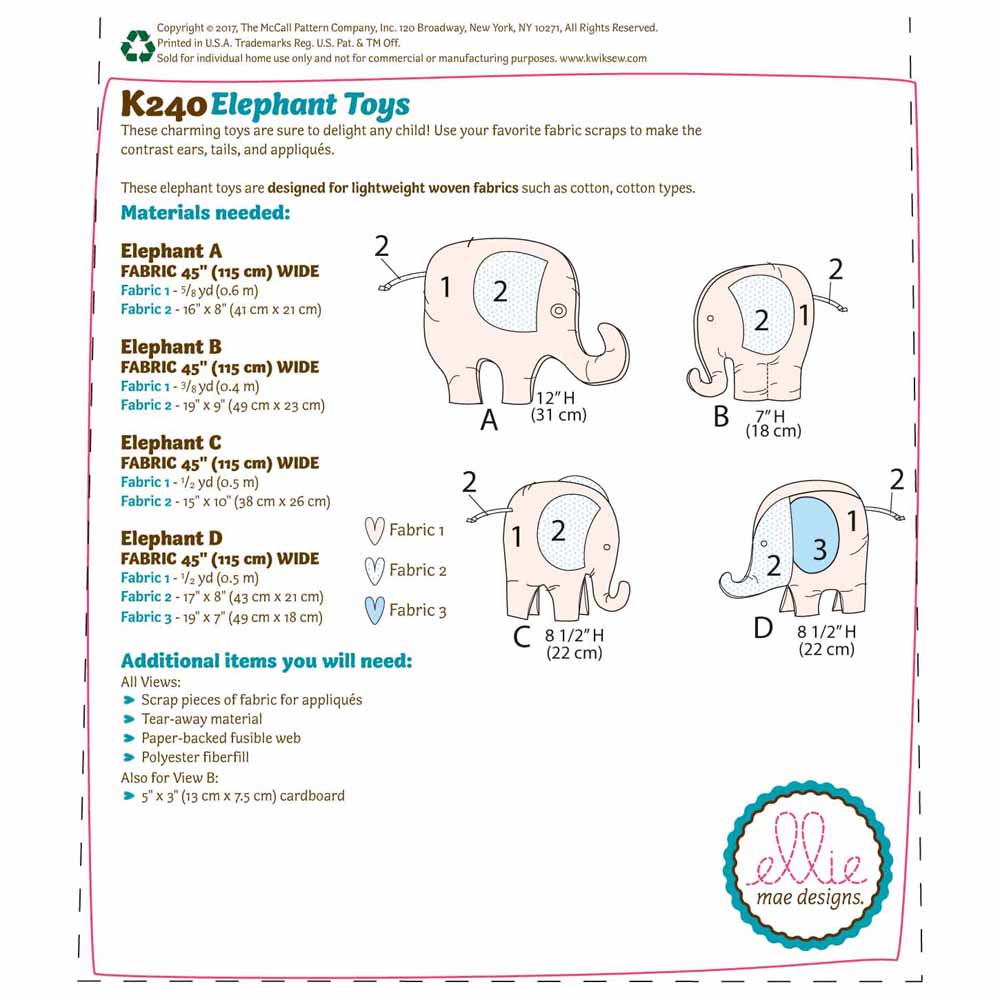 Copyright © 2017, The McCall Pattern Company, Inc. 120 Broadway, New York, NY 10271, All Rights Reserved.
Printed in U.S.A. Trademarks Reg. U.S. Pat. & TM Off.
Sold for individual home use only and not for commercial or manufacturing purposes. www.kwiksew.com
K240 Elephant Toys
These charming toys are sure to delight any child! Use your favorite fabric scraps to make the
contrast ears, tails, and appliqués.
These elephant toys are designed for lightweight woven fabrics such as cotton, cotton types.
Materials needed:
Elephant A
FABRIC 45" (115 cm) WIDE
Fabric 1 - 5/8 yd (0.6 m)
Fabric 2 - 16" x 8" (41 cm x 21 cm)
Elephant B
FABRIC 45" (115 cm) WIDE
Fabric 1 - 3/8 yd (0.4 m)
Fabric 2 - 19" x 9" (49 cm x 23 cm)
Elephant C
FABRIC 45" (115 cm) WIDE
Fabric 1 - 1/2 yd (0.5 m)
Fabric 2 - 15" x 10" (38 cm x 26 cm)
Elephant D
FABRIC 45" (115 cm) WIDE
Fabric 1 - 1/2 yd (0.5 m)
Fabric 2 - 17" x 8" (43 cm x 21 cm)
Fabric 3 - 19" x 7" (49 cm x 18 cm)
Fabric 1
Fabric 2
Fabric 3
2
1
2
A
12" H
(31 cm)
2
2
1
B
7" H
(18 cm)
2
1
2
C
8 1/2" H
(22 cm)
2
1
2
3
D
8 1/2" H
(22 cm)
Additional items you will need:
All Views:
Scrap pieces of fabric for appliqués
Tear-away material
Paper-backed fusible web
Polyester fiberfill
Also for View B:
5" x 3" (13 cm x 7.5 cm) cardboard
ellie
mae designs.